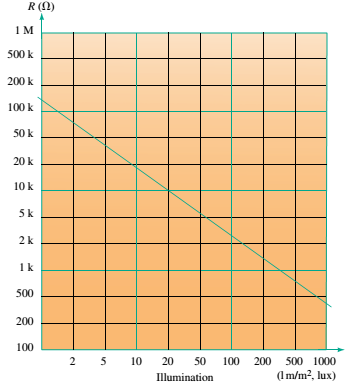 R (Ω)
1 M
500 k
200 k
100 k
50 k
20 k
10 k
5 k
2 k
1 k
500
200
100
2 5 10 20 50 100 200 500 1000
Illumination (lm/m², lux)